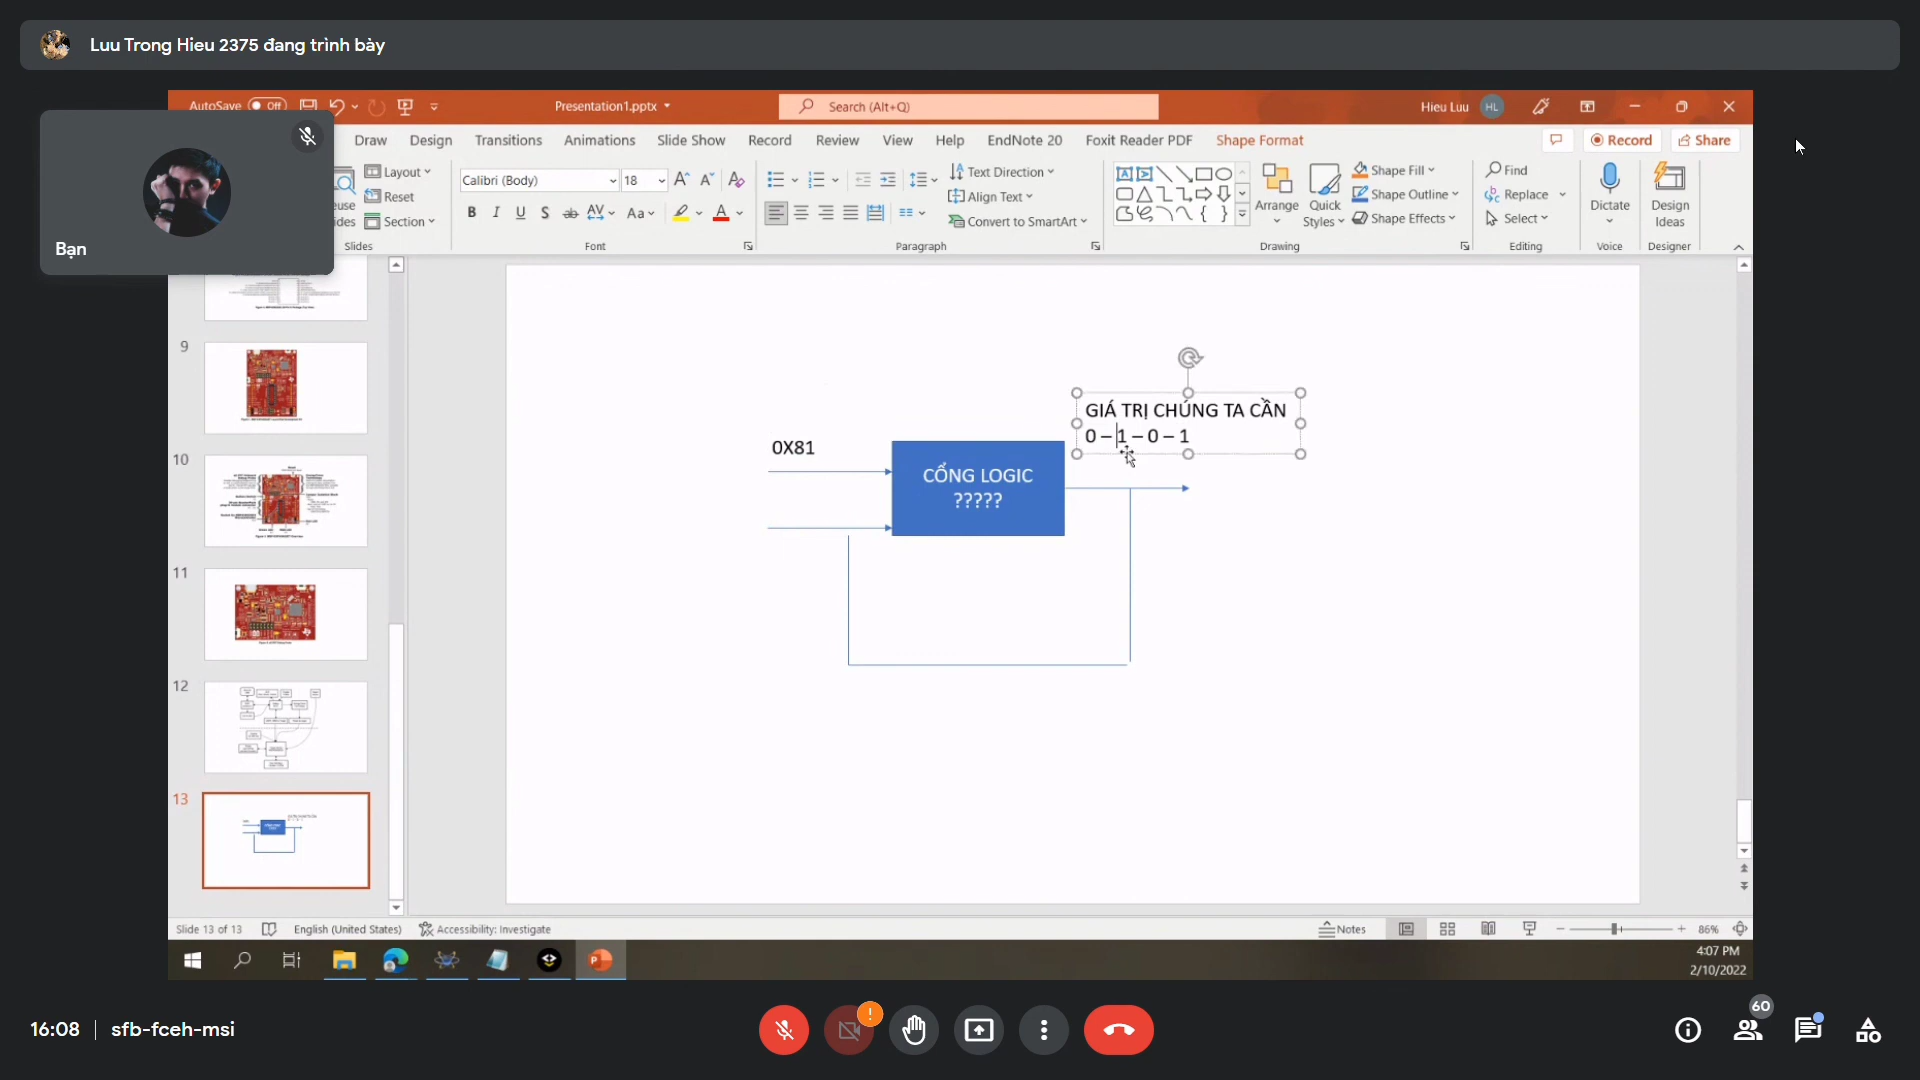 Luu Trong Hieu 2375 đang trình bày
AutoSave Off
Presentation1.pptx
Search (Alt+Q)
Hieu Luu HL
Draw Design Transitions Animations Slide Show Record Review View Help EndNote 20 Foxit Reader PDF Shape Format
Record Share
Bạn
Layout
Reset
Section
Slides
Calibri (Body) 18
B I U S ab AV Aa A
Font
Paragraph
Text Direction
Align Text
Convert to SmartArt
Arrange
Quick
Styles
Shape Fill
Shape Outline
Shape Effects
Drawing
Find
Replace
Select
Editing
Dictate
Voice
Design
Ideas
Designer
9
10
11
12
13
GIÁ TRỊ CHÚNG TA CẦN
0 – 1 – 0 – 1
0X81
CỔNG LOGIC
?????
Slide 13 of 13 English (United States) Accessibility: Investigate
Notes 86%
4:07 PM
2/10/2022
16:08 | sfb-fceh-msi
60